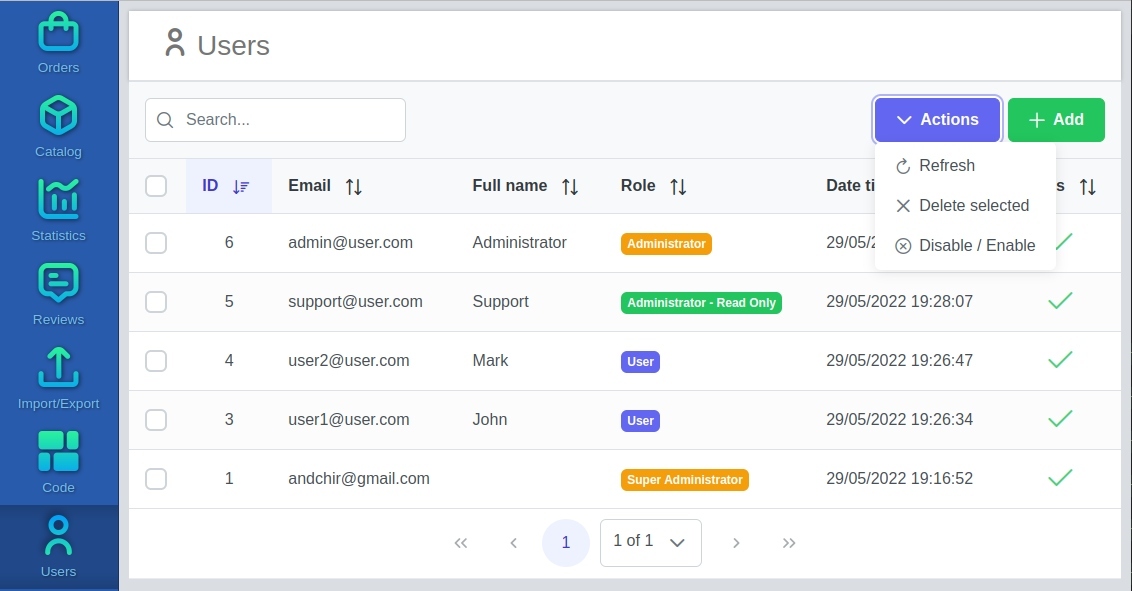 Orders
Catalog
Statistics
Reviews
Import/Export
Code
Users
Users
Search...
Actions
Add
Refresh
Delete selected
Disable / Enable
ID Email Full name Role Date ti s
6 admin@user.com Administrator Administrator 29/05/2
5 support@user.com Support Administrator - Read Only 29/05/2022 19:28:07
4 user2@user.com Mark User 29/05/2022 19:26:47
3 user1@user.com John User 29/05/2022 19:26:34
1 andchir@gmail.com Super Administrator 29/05/2022 19:16:52
1 1 of 1